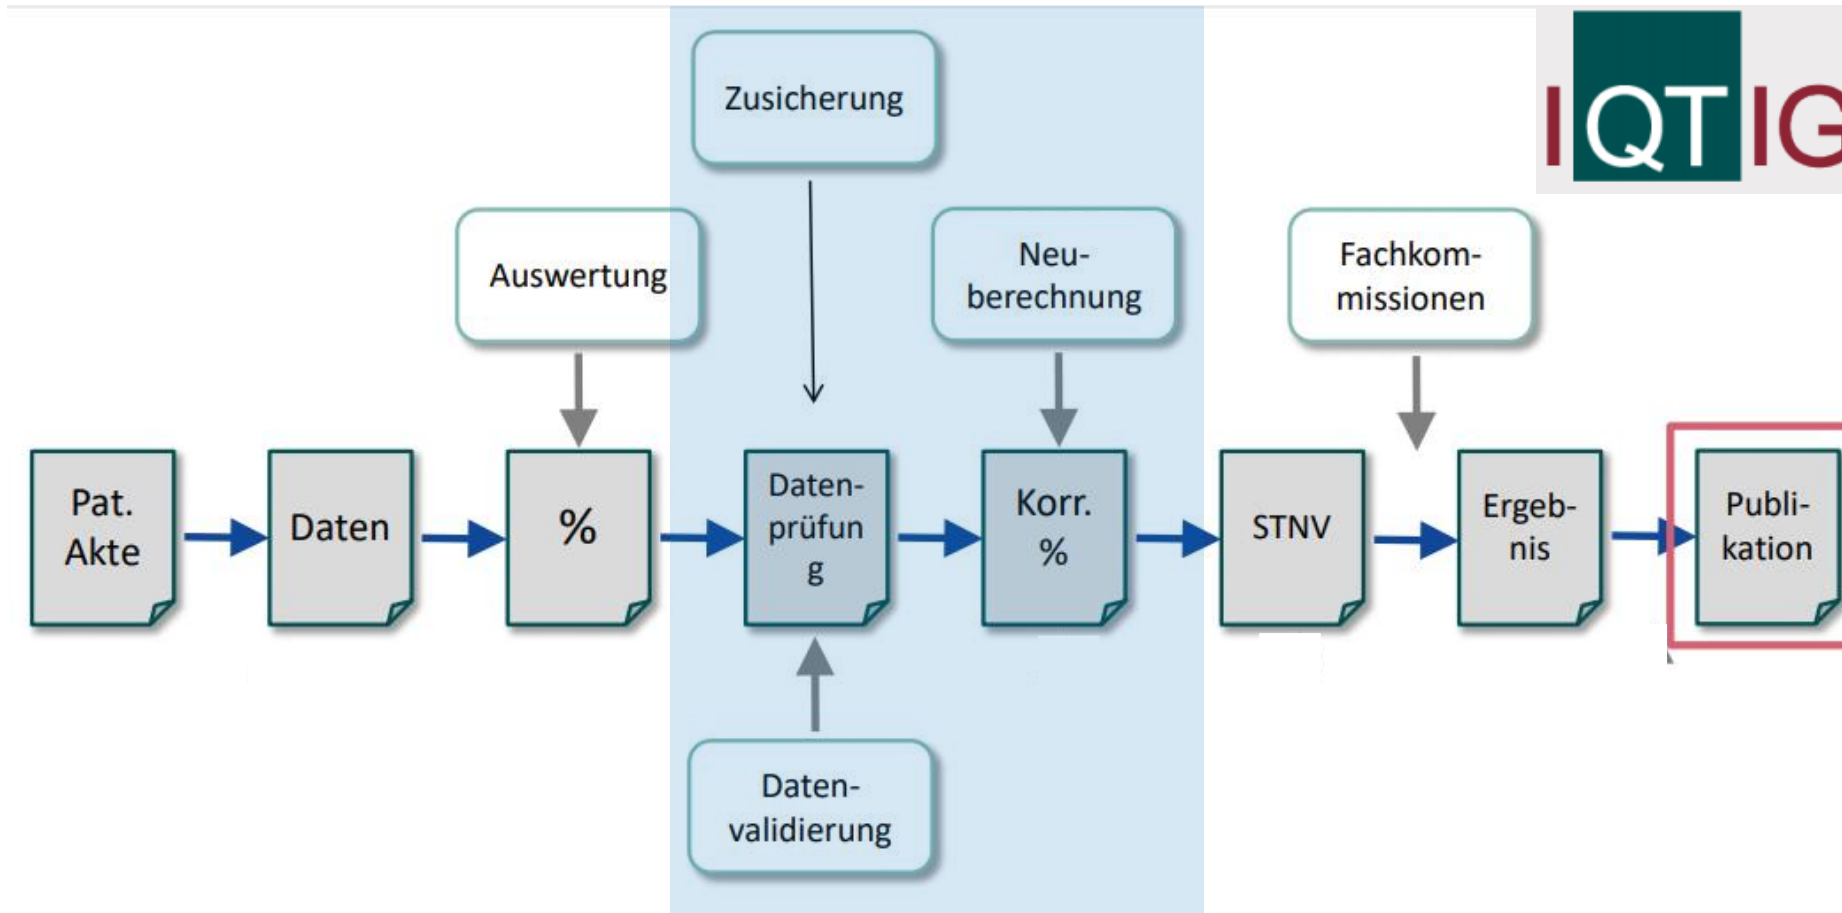 Zusicherung
IQTIG
Auswertung
Neu-
berechnung
Fachkom-
missionen
Pat.
Akte
Daten
%
Daten-
prüfun
g
Korr.
%
STNV
Ergeb-
nis
Publi-
kation
Daten-
validierung